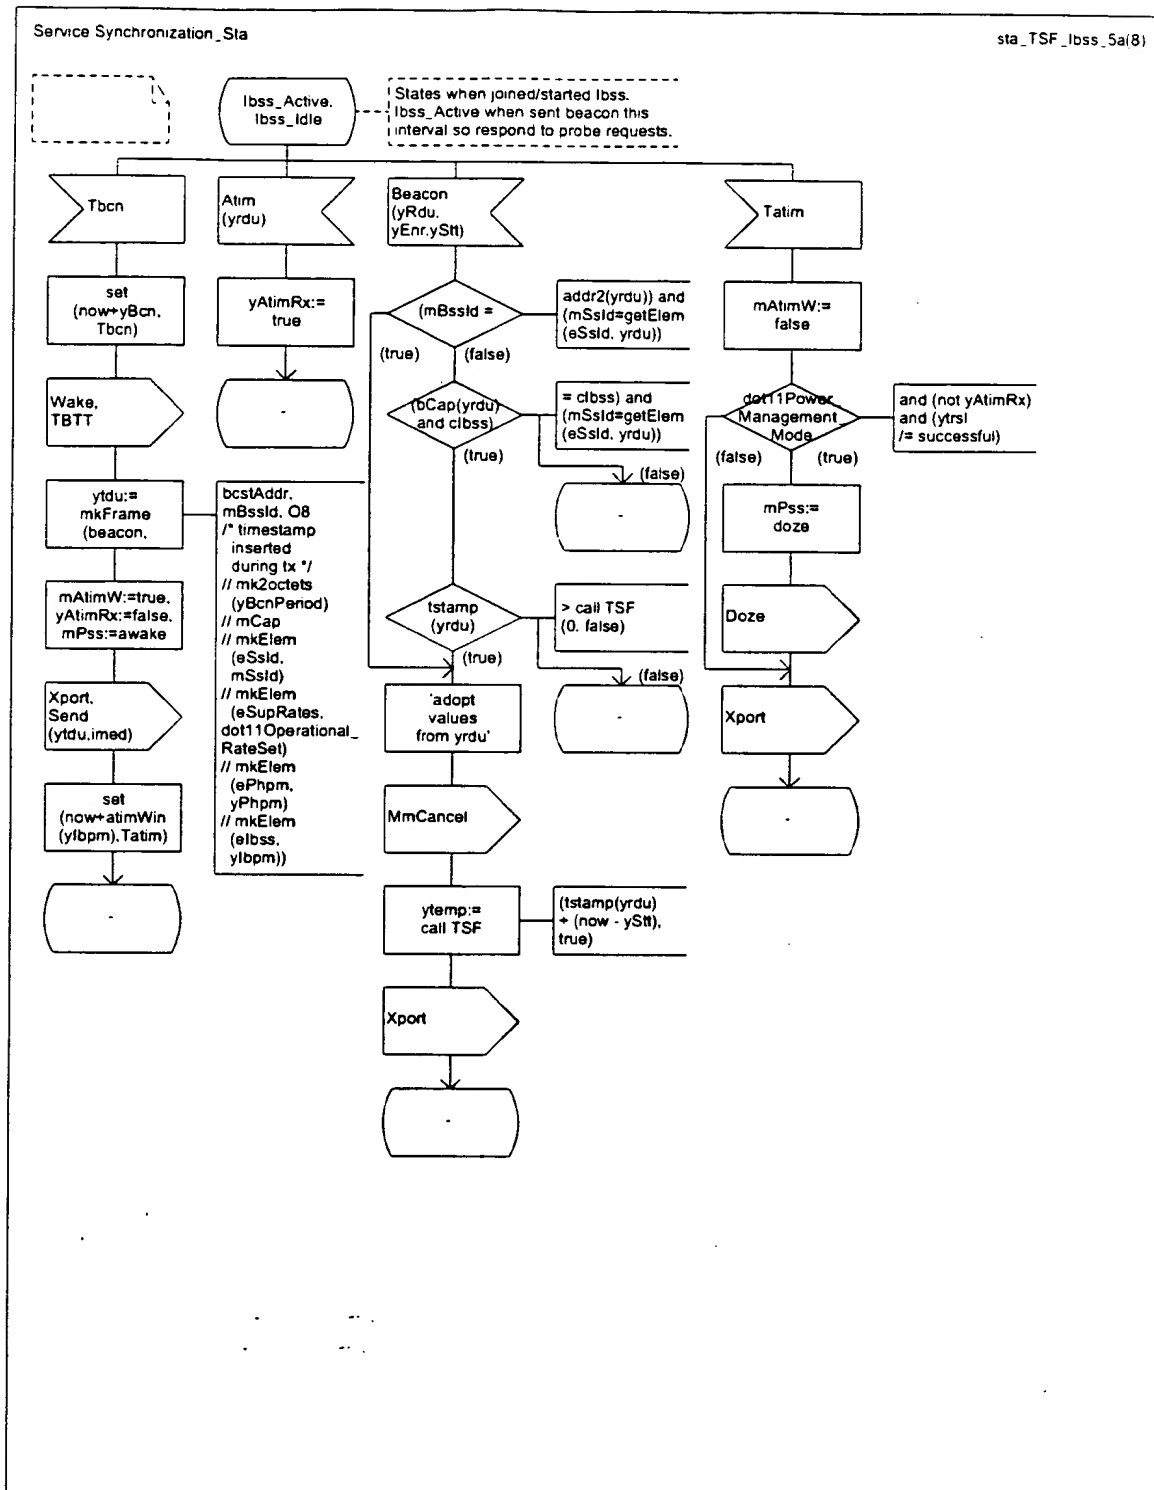 Service Synchronization_Sta
sta_TSF_Ibss_5a(8)
Ibss_Active,
Ibss_Idle
States when joined/started Ibss.
Ibss_Active when sent beacon this
interval so respond to probe requests.
Tbcn
set
(now+yBcn,
Tbcn)
Wake,
TBTT
ytdu:=
mkFrame
(beacon,
bcstAddr,
mBssId, O8
/* timestamp
inserted
during tx */
// mk2octets
(yBcnPeriod)
// mCap
// mkElem
(eSsId,
mSsId)
// mkElem
(eSupRates,
dot11Operational_
RateSet)
// mkElem
(ePhpm,
yPhpm)
// mkElem
(eIbss,
yIbpm))
mAtimW:=true,
yAtimRx:=false,
mPss:=awake
Xport,
Send
(ytdu,imed)
set
(now+atimWin
(yIbpm),Tatim)
-
Atim
(yrdu)
yAtimRx:=
true
-
Beacon
(yRdu,
yEnr,yStt)
(mBssId =
addr2(yrdu)) and
(mSsId=getElem
(eSsId, yrdu))
(true)
(false)
(bCap(yrdu)
and cIbss)
= cIbss) and
(mSsId=getElem
(eSsId, yrdu))
(true)
(false)
-
tstamp
(yrdu)
> call TSF
(0, false)
(true)
(false)
-
'adopt
values
from yrdu'
MmCancel
ytemp:=
call TSF
(tstamp(yrdu)
+ (now - yStt),
true)
Xport
-
Tatim
mAtimW:=
false
dot11Power
Management_
Mode
and (not yAtimRx)
and (ytrsl
/= successful)
(false)
(true)
mPss:=
doze
Doze
Xport
-